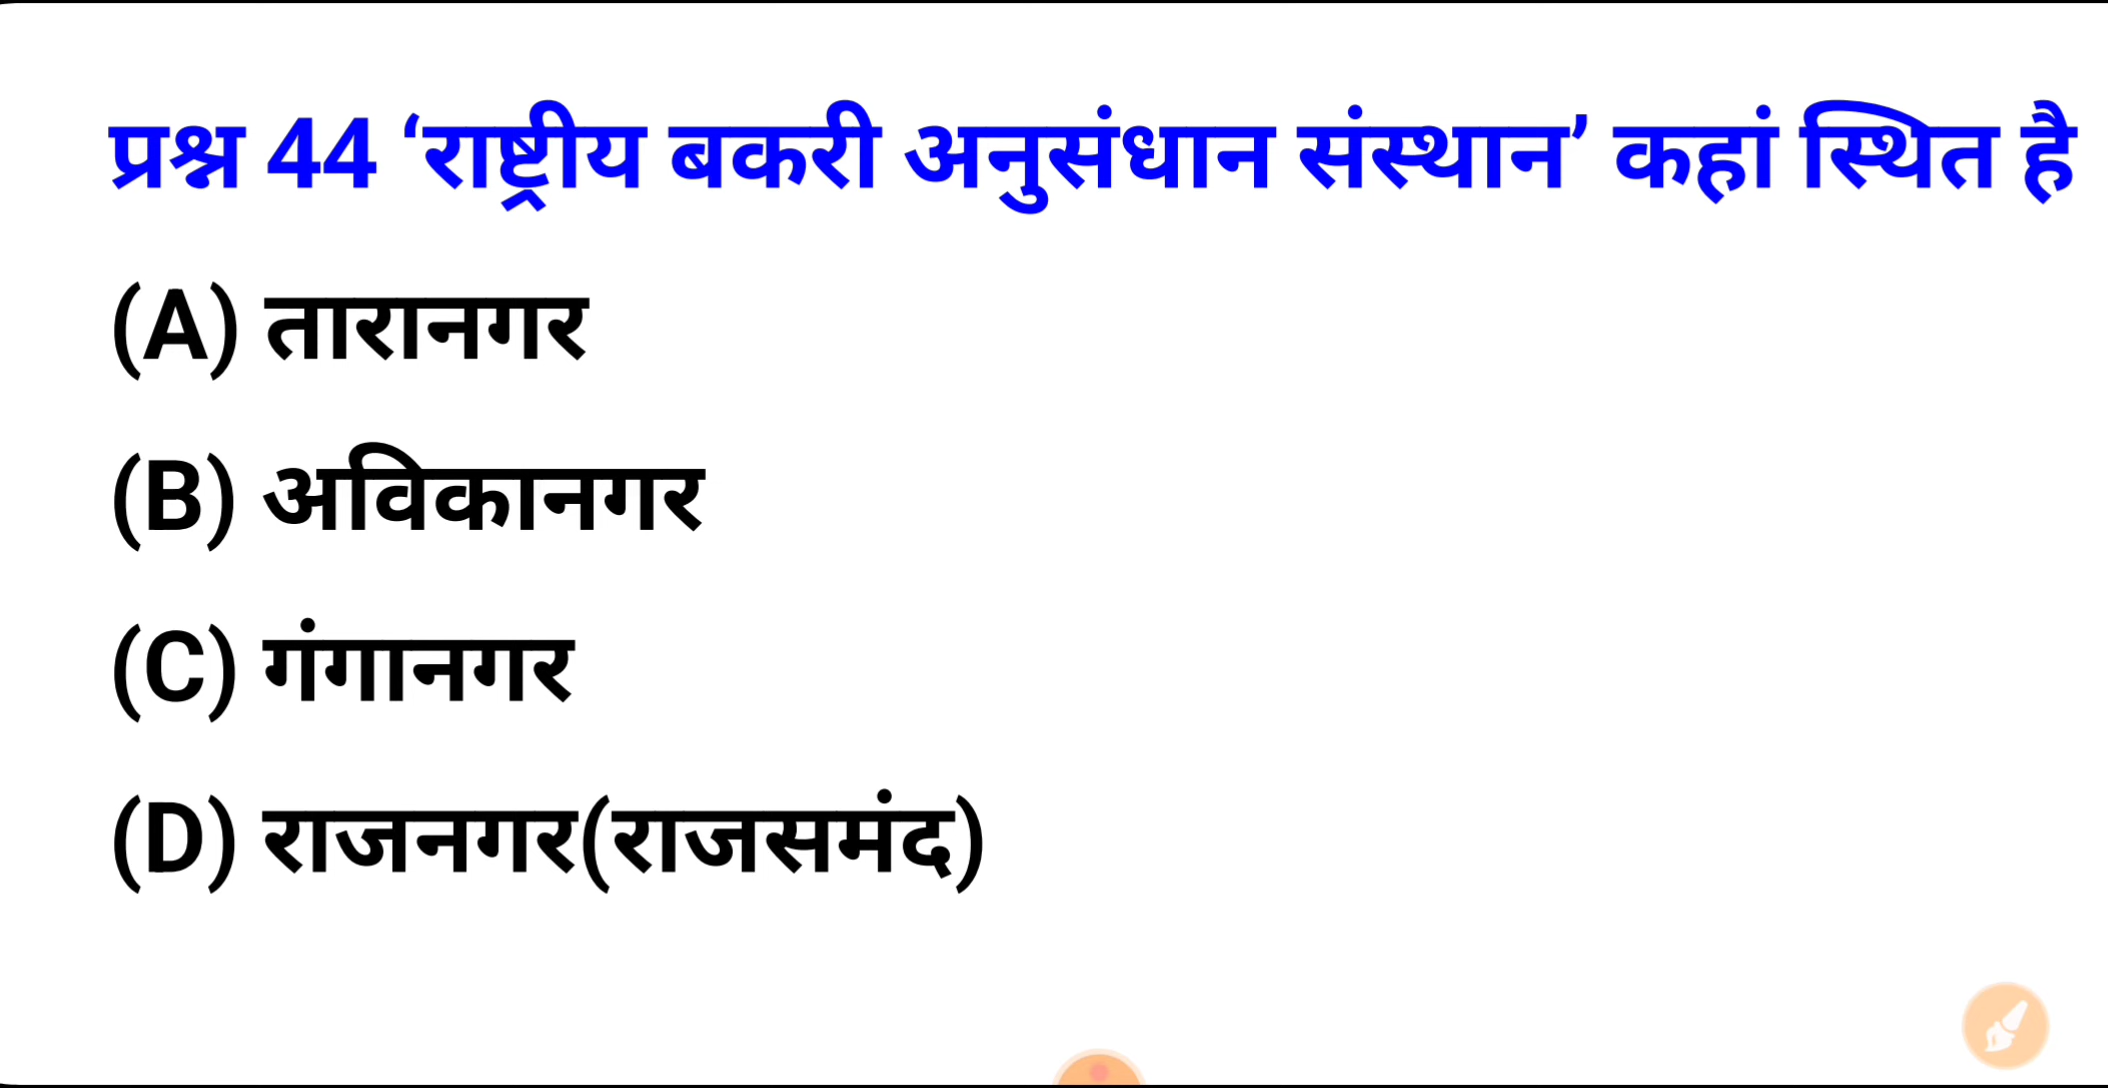 प्रश्न 44 ‘राष्ट्रीय बकरी अनुसंधान संस्थान’ कहां स्थित है
(A) तारानगर
(B) अविकानगर
(C) गंगानगर
(D) राजनगर(राजसमंद)